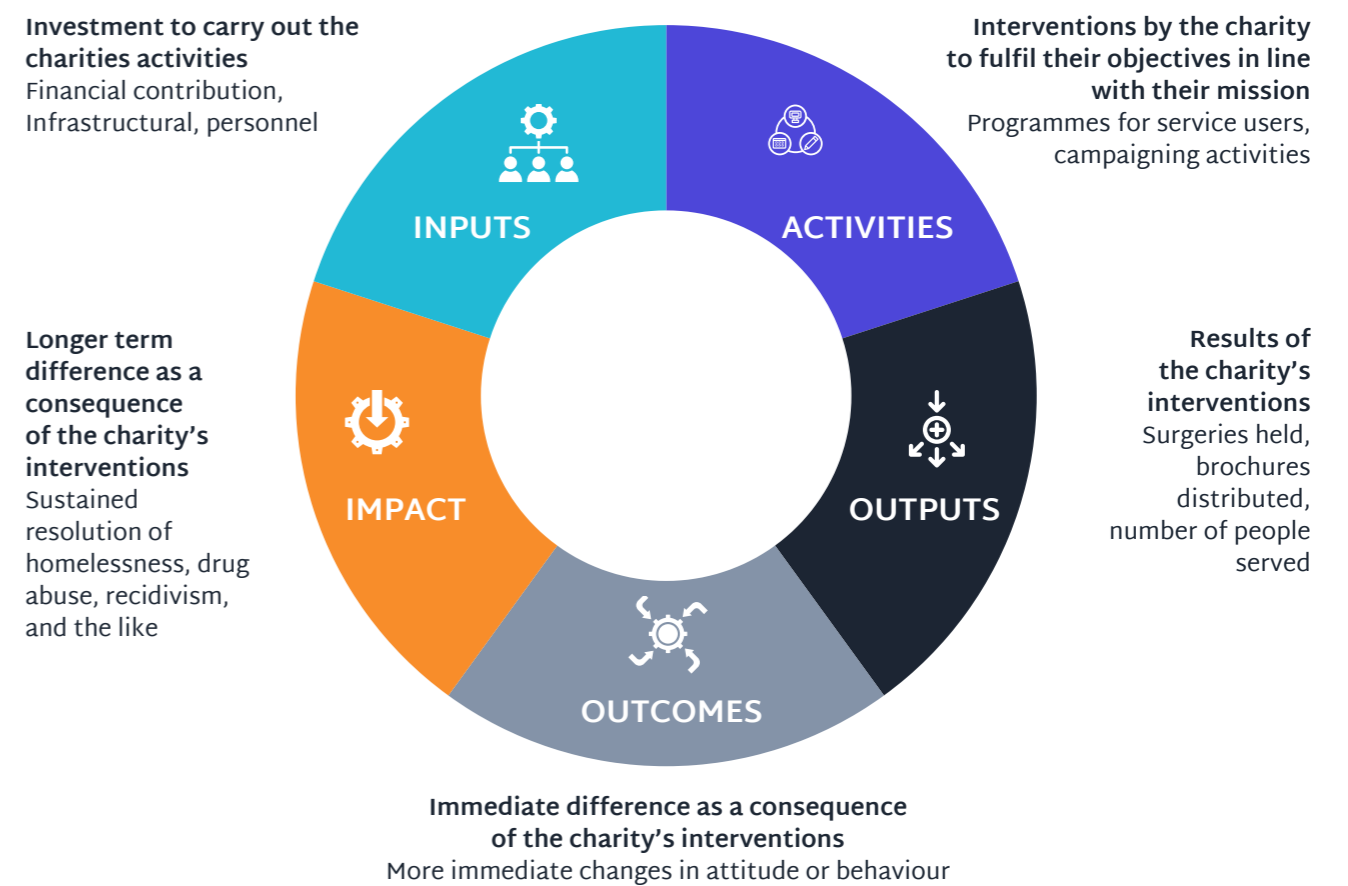 Investment to carry out the
charities activities
Financial contribution,
Infrastructural, personnel
INPUTS
Interventions by the charity
to fulfil their objectives in line
with their mission
Programmes for service users,
campaigning activities
ACTIVITIES
Results of
the charity’s
interventions
Surgeries held,
brochures
distributed,
number of people
served
OUTPUTS
OUTCOMES
Immediate difference as a consequence
of the charity’s interventions
More immediate changes in attitude or behaviour
Longer term
difference as a
consequence
of the charity’s
interventions
Sustained
resolution of
homelessness, drug
abuse, recidivism,
and the like
IMPACT